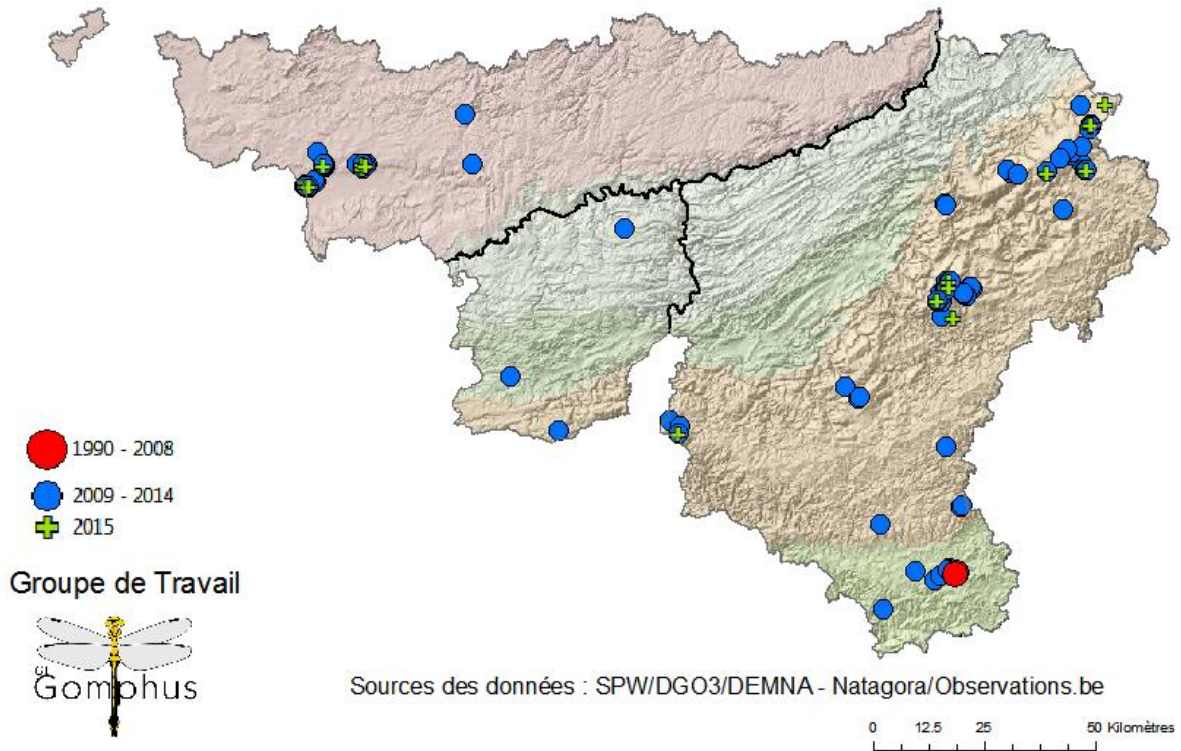 1990 - 2008
2009 - 2014
2015
Groupe de Travail
GT
Gomphus
Sources des données : SPW/DGO3/DEMNA - Natagora/Observations.be
0 12.5 25 50 Kilomètres